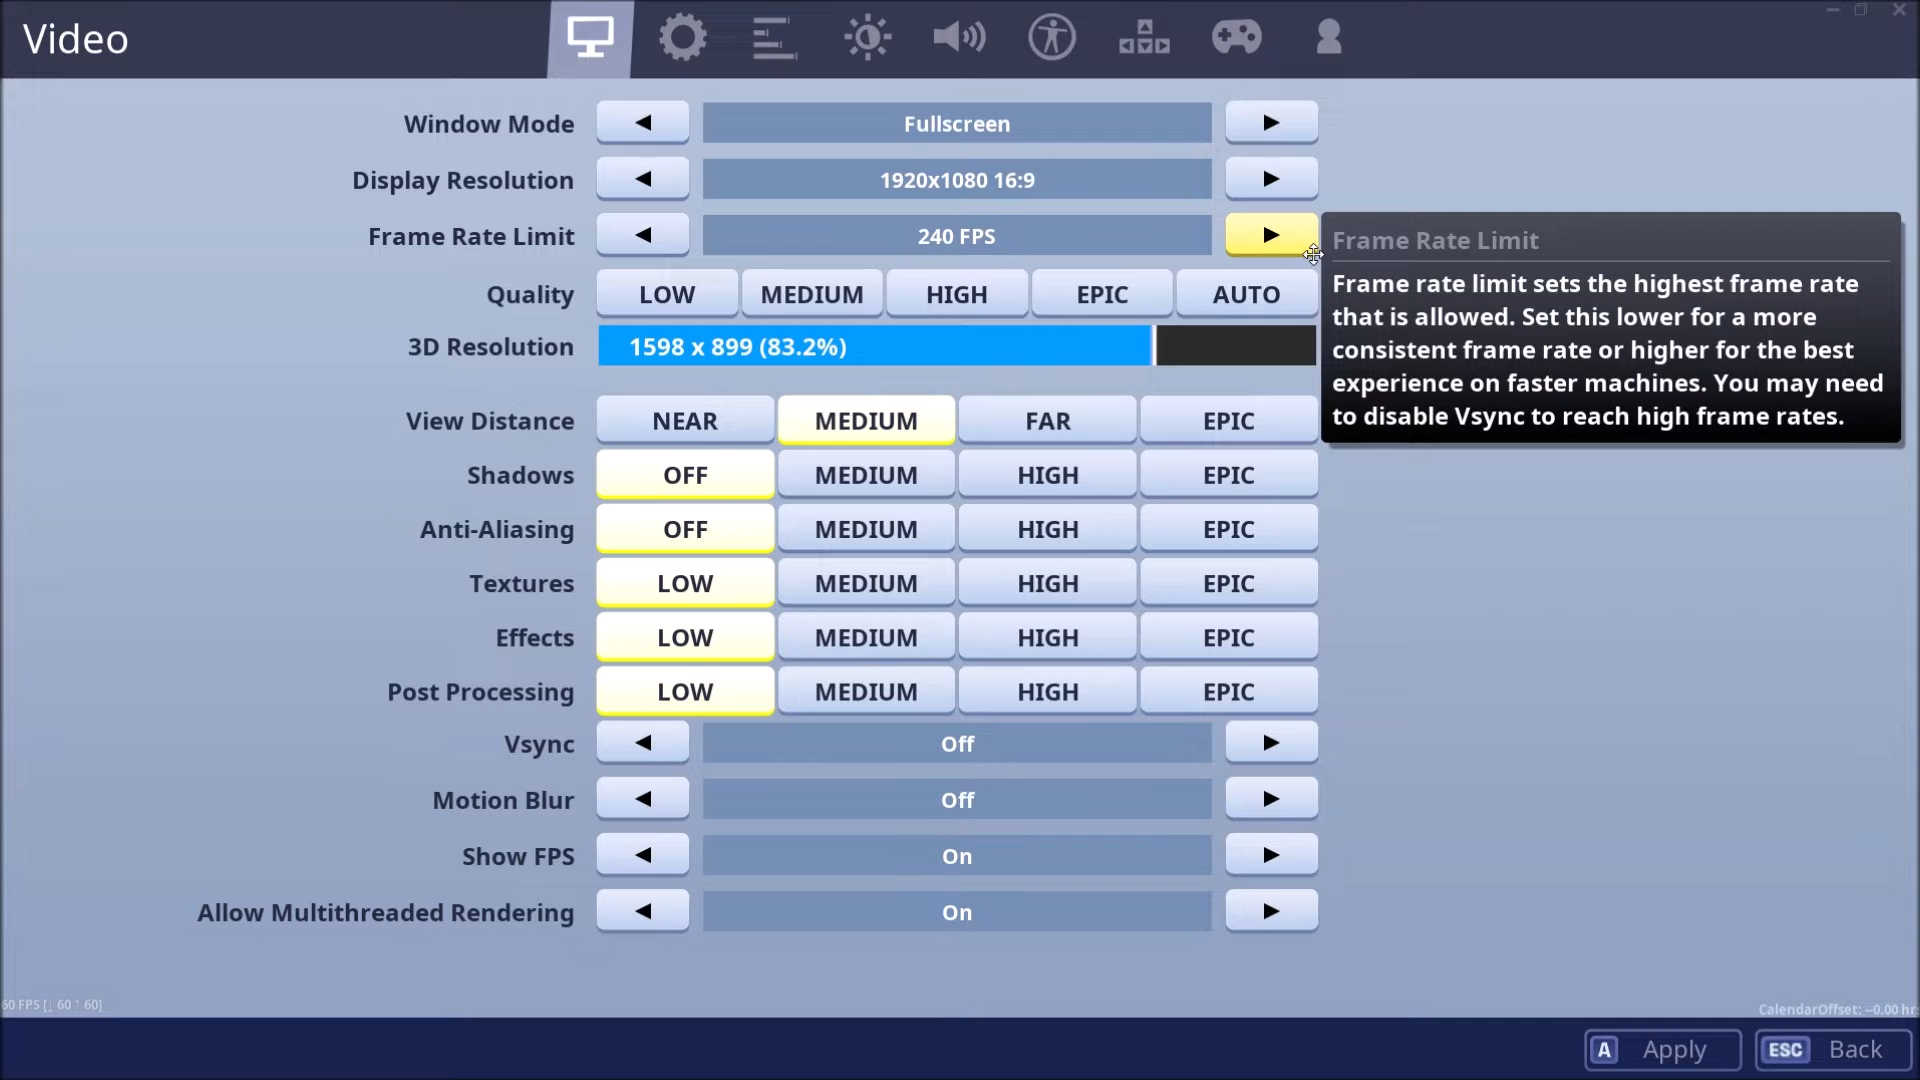 Video
Window Mode
Fullscreen
Display Resolution
1920x1080 16:9
Frame Rate Limit
240 FPS
Frame Rate Limit
Frame rate limit sets the highest frame rate
that is allowed. Set this lower for a more
consistent frame rate or higher for the best
experience on faster machines. You may need
to disable Vsync to reach high frame rates.
Quality
LOW MEDIUM HIGH EPIC AUTO
3D Resolution
1598 x 899 (83.2%)
View Distance
NEAR MEDIUM FAR EPIC
Shadows
OFF MEDIUM HIGH EPIC
Anti-Aliasing
OFF MEDIUM HIGH EPIC
Textures
LOW MEDIUM HIGH EPIC
Effects
LOW MEDIUM HIGH EPIC
Post Processing
LOW MEDIUM HIGH EPIC
Vsync
Off
Motion Blur
Off
Show FPS
On
Allow Multithreaded Rendering
On
60 FPS [↓ 60 ↑ 60]
CalendarOffset: -0.00 hr
A Apply
ESC Back